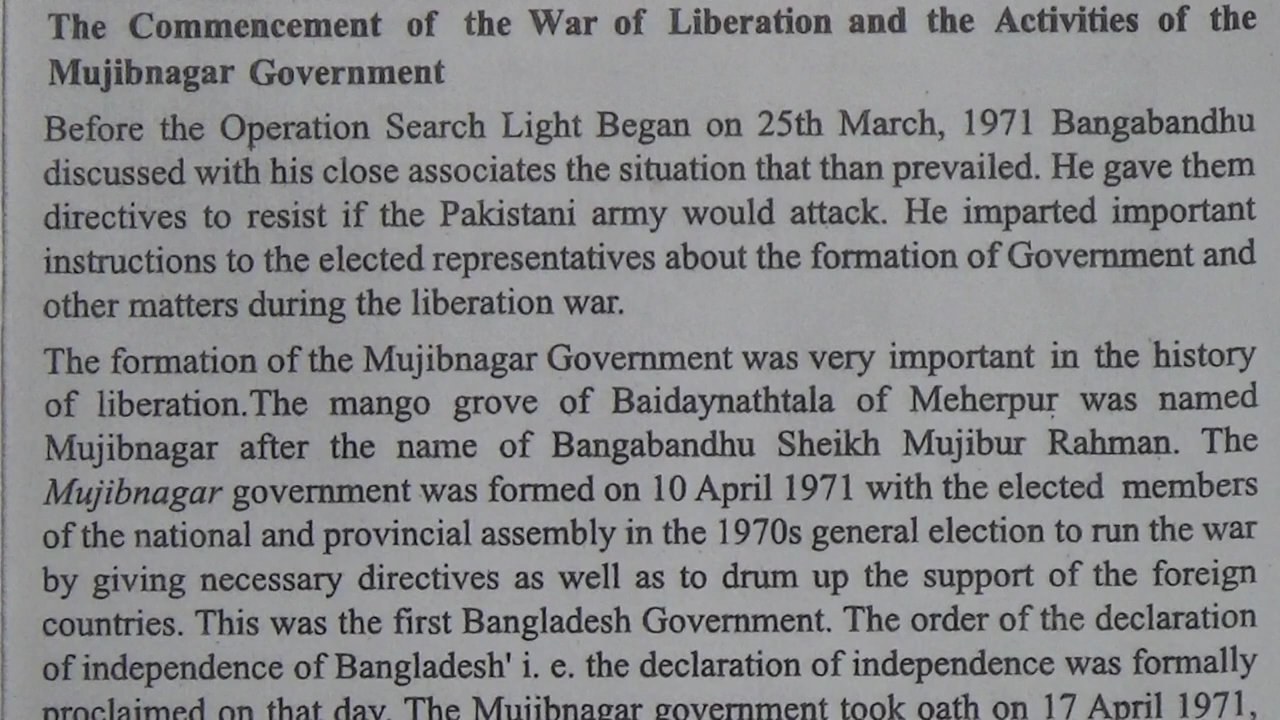 The Commencement of the War of Liberation and the Activities of the
Mujibnagar Government
Before the Operation Search Light Began on 25th March, 1971 Bangabandhu
discussed with his close associates the situation that than prevailed. He gave them
directives to resist if the Pakistani army would attack. He imparted important
instructions to the elected representatives about the formation of Government and
other matters during the liberation war.
The formation of the Mujibnagar Government was very important in the history
of liberation.The mango grove of Baidaynathtala of Meherpur was named
Mujibnagar after the name of Bangabandhu Sheikh Mujibur Rahman. The
Mujibnagar government was formed on 10 April 1971 with the elected members
of the national and provincial assembly in the 1970s general election to run the war
by giving necessary directives as well as to drum up the support of the foreign
countries. This was the first Bangladesh Government. The order of the declaration
of independence of Bangladesh' i. e. the declaration of independence was formally
proclaimed on that day. The Mujibnagar government took oath on 17 April 1971,